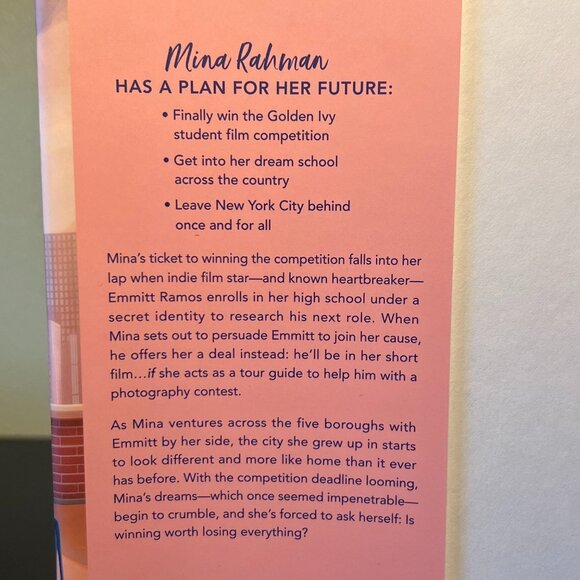 Mina Rahman
HAS A PLAN FOR HER FUTURE:
• Finally win the Golden Ivy
student film competition
• Get into her dream school
across the country
• Leave New York City behind
once and for all
Mina's ticket to winning the competition falls into her
lap when indie film star—and known heartbreaker—
Emmitt Ramos enrolls in her high school under a
secret identity to research his next role. When
Mina sets out to persuade Emmitt to join her cause,
he offers her a deal instead: he'll be in her short
film...if she acts as a tour guide to help him with a
photography contest.
As Mina ventures across the five boroughs with
Emmitt by her side, the city she grew up in starts
to look different and more like home than it ever
has before. With the competition deadline looming,
Mina's dreams—which once seemed impenetrable—
begin to crumble, and she's forced to ask herself: Is
winning worth losing everything?